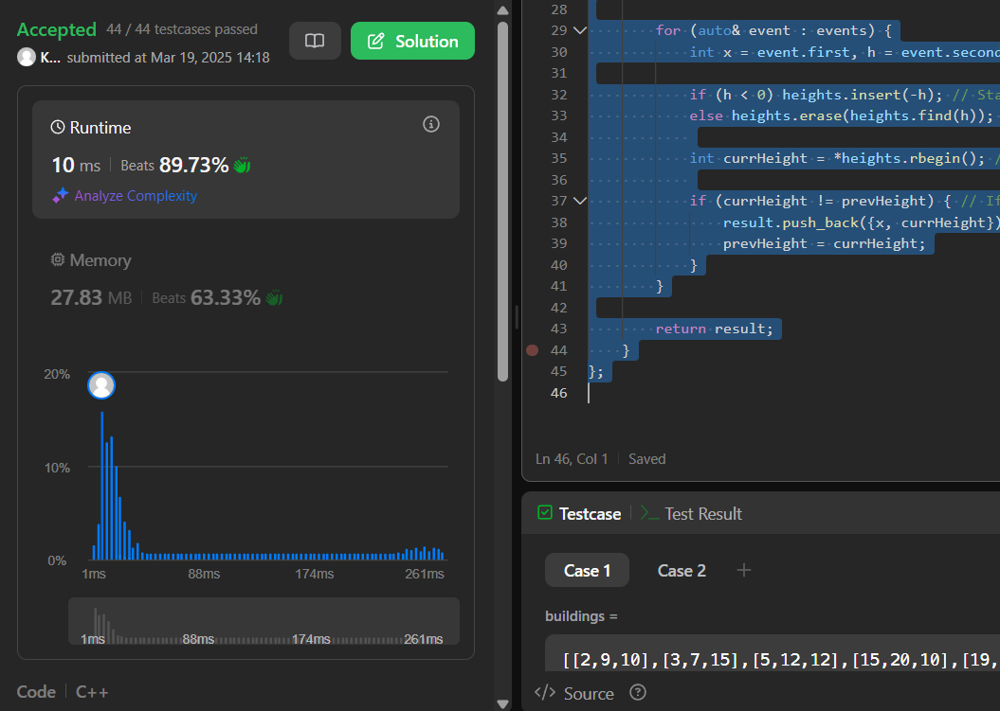 Accepted 44 / 44 testcases passed
K... submitted at Mar 19, 2025 14:18
Solution
Runtime
10 ms | Beats 89.73%
Analyze Complexity
Memory
27.83 MB | Beats 63.33%
20%
10%
0%
1ms 88ms 174ms 261ms
1ms 88ms 174ms 261ms
Code | C++
28
29 for (auto& event : events) {
30 int x = event.first, h = event.second
31
32 if (h < 0) heights.insert(-h); // Sta
33 else heights.erase(heights.find(h));
34
35 int currHeight = *heights.rbegin(); /
36
37 if (currHeight != prevHeight) { // If
38 result.push_back({x, currHeight})
39 prevHeight = currHeight;
40 }
41 }
42
43 return result;
44 }
45 };
46
Ln 46, Col 1 | Saved
Testcase | >_ Test Result
Case 1 Case 2 +
buildings =
[[2,9,10],[3,7,15],[5,12,12],[15,20,10],[19,
</> Source ?